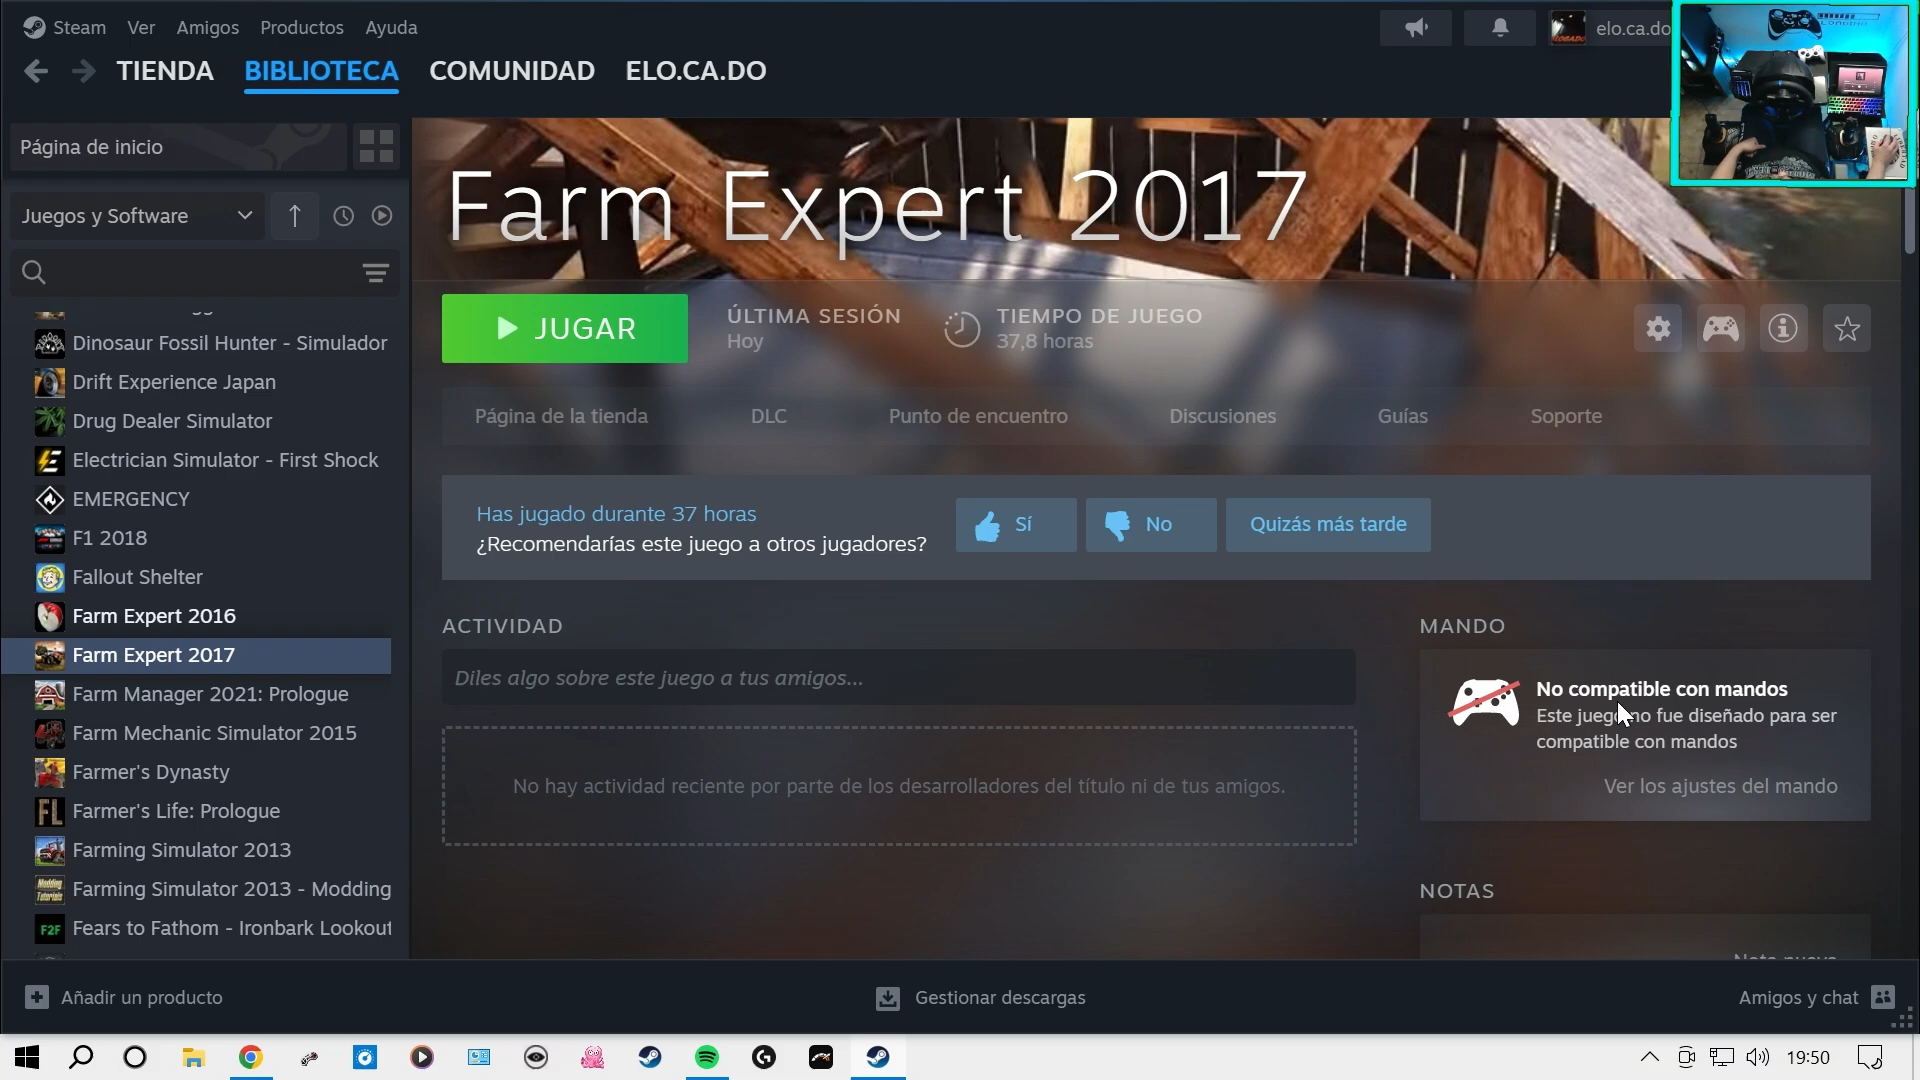 Steam Ver Amigos Productos Ayuda
elo.ca.do
TIENDA BIBLIOTECA COMUNIDAD ELO.CA.DO
Página de inicio
Juegos y Software
Dinosaur Fossil Hunter - Simulador
Drift Experience Japan
Drug Dealer Simulator
Electrician Simulator - First Shock
EMERGENCY
F1 2018
Fallout Shelter
Farm Expert 2016
Farm Expert 2017
Farm Manager 2021: Prologue
Farm Mechanic Simulator 2015
Farmer's Dynasty
FL Farmer's Life: Prologue
Farming Simulator 2013
Farming Simulator 2013 - Modding
F2F Fears to Fathom - Ironbark Lookout
Farm Expert 2017
JUGAR
ÚLTIMA SESIÓN
Hoy
TIEMPO DE JUEGO
37,8 horas
Página de la tienda DLC Punto de encuentro Discusiones Guías Soporte
Has jugado durante 37 horas
¿Recomendarías este juego a otros jugadores?
Sí No Quizás más tarde
ACTIVIDAD
Diles algo sobre este juego a tus amigos...
No hay actividad reciente por parte de los desarrolladores del título ni de tus amigos.
MANDO
No compatible con mandos
Este juego no fue diseñado para ser
compatible con mandos
Ver los ajustes del mando
NOTAS
Añadir un producto
Gestionar descargas
Amigos y chat
19:50